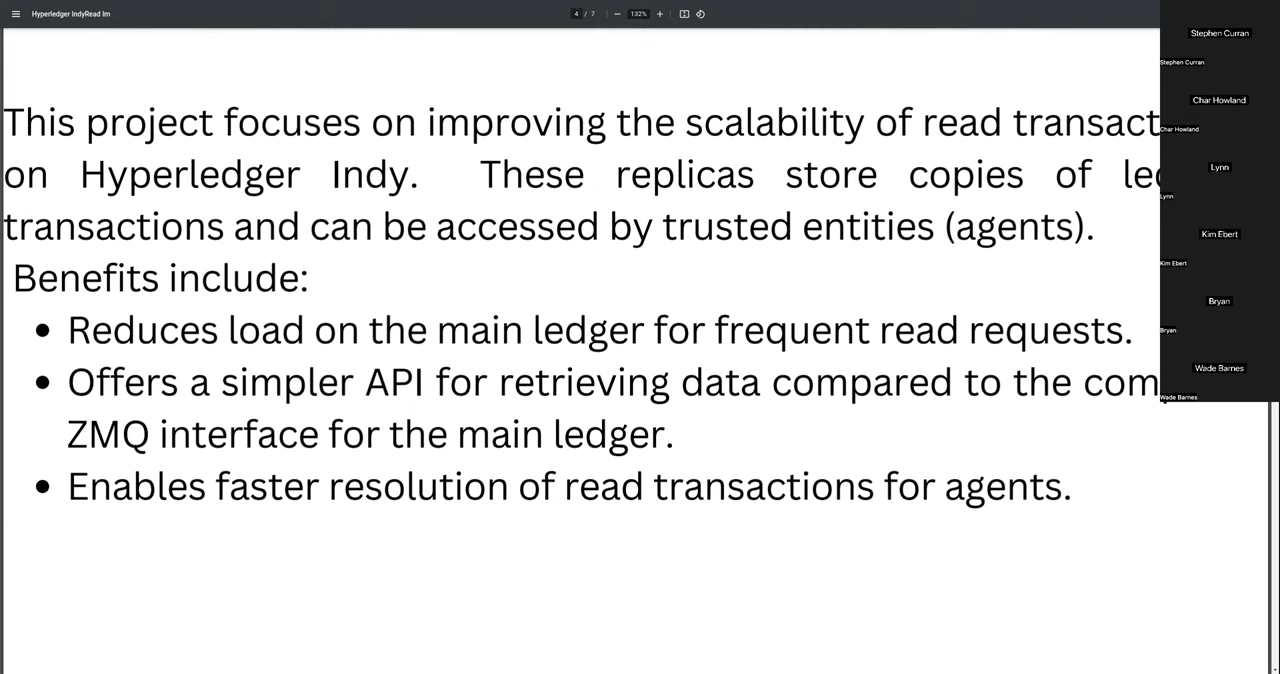 Hyperledger IndyRead Im
4 / 7
132%
This project focuses on improving the scalability of read
on Hyperledger Indy. These replicas store copies of
transactions and can be accessed by trusted entities (agents).
Benefits include:
• Reduces load on the main ledger for frequent read requests.
• Offers a simpler API for retrieving data compared to the
ZMQ interface for the main ledger.
• Enables faster resolution of read transactions for agents.
Stephen Curran
Stephen Curran
Char Howland
Char Howland
Lynn
Lynn
Kim Ebert
Kim Ebert
Bryan
Bryan
Wade Barnes
Wade Barnes